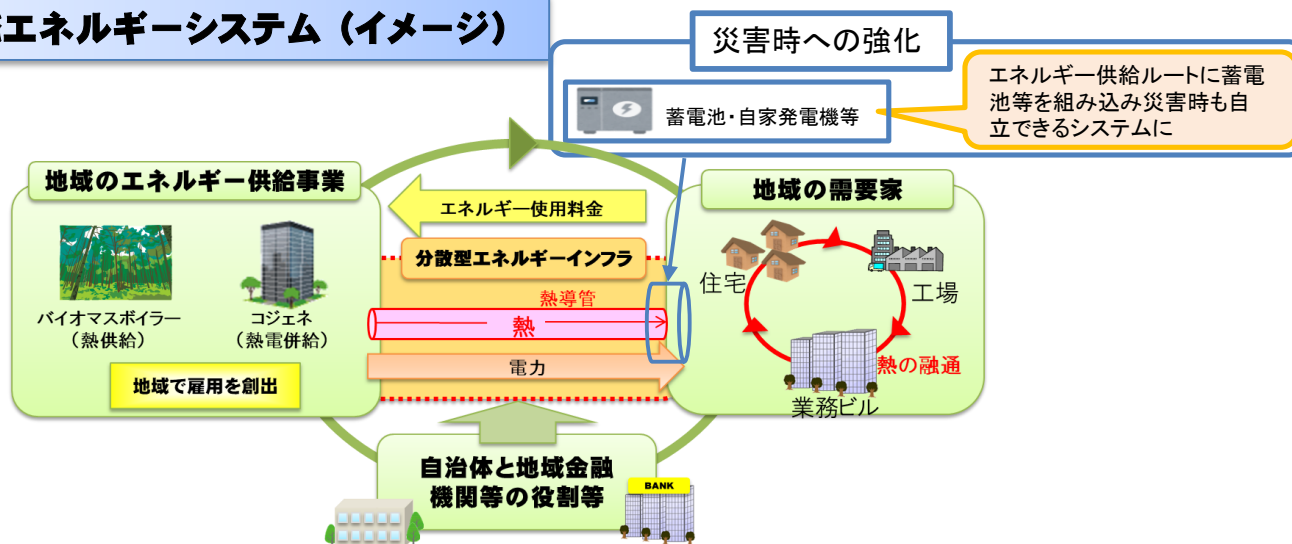 エネルギーシステム（イメージ）
災害時への強化
蓄電池・自家発電機等
エネルギー供給ルートに蓄電
池等を組み込み災害時も自
立できるシステムに
地域のエネルギー供給事業
バイオマスボイラー
（熱供給）
コジェネ
（熱電併給）
地域で雇用を創出
エネルギー使用料金
分散型エネルギーインフラ
熱導管
熱
電力
地域の需要家
住宅
工場
熱の融通
業務ビル
自治体と地域金融
機関等の役割等
BANK